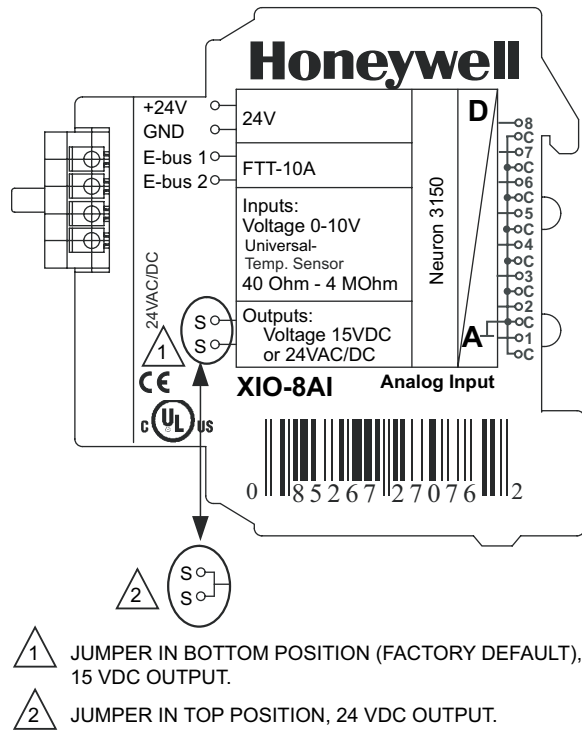 Honeywell
+24V
GND
E-bus 1
E-bus 2
24V
FTT-10A
Inputs:
Voltage 0-10V
Universal-
Temp. Sensor
40 Ohm - 4 MOhm
Outputs:
Voltage 15VDC
or 24VAC/DC
Neuron 3150
D
A
8
C
7
C
6
C
5
C
4
C
3
C
2
C
1
C
24VAC/DC
S
S
1
CE
C UL US
XIO-8AI
Analog Input
0 85267 27076 2
S
S
2
1 JUMPER IN BOTTOM POSITION (FACTORY DEFAULT),
15 VDC OUTPUT.
2 JUMPER IN TOP POSITION, 24 VDC OUTPUT.